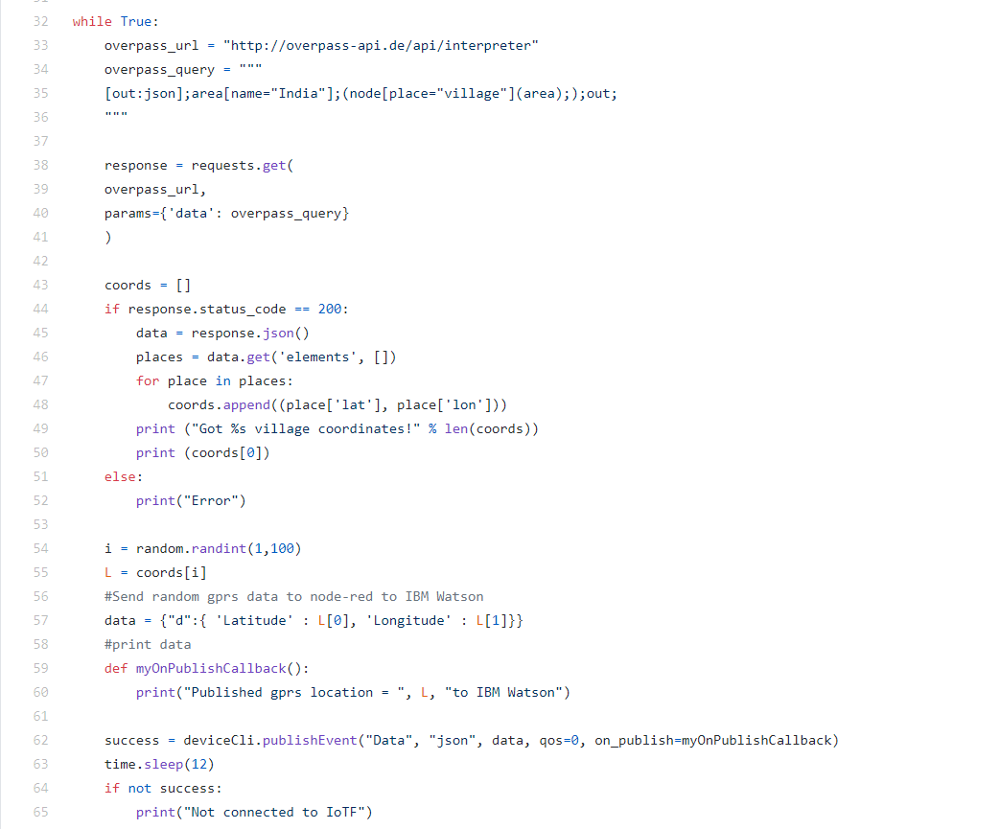 32 while True:
33     overpass_url = "http://overpass-api.de/api/interpreter"
34     overpass_query = """
35     [out:json];area[name="India"];(node[place="village"](area););out;
36     """
37
38     response = requests.get(
39     overpass_url,
40     params={'data': overpass_query}
41     )
42
43     coords = []
44     if response.status_code == 200:
45         data = response.json()
46         places = data.get('elements', [])
47         for place in places:
48             coords.append((place['lat'], place['lon']))
49         print ("Got %s village coordinates!" % len(coords))
50         print (coords[0])
51     else:
52         print("Error")
53
54     i = random.randint(1,100)
55     L = coords[i]
56     #Send random gprs data to node-red to IBM Watson
57     data = {"d":{ 'Latitude' : L[0], 'Longitude' : L[1]}}
58     #print data
59     def myOnPublishCallback():
60         print("Published gprs location = ", L, "to IBM Watson")
61
62     success = deviceCli.publishEvent("Data", "json", data, qos=0, on_publish=myOnPublishCallback)
63     time.sleep(12)
64     if not success:
65         print("Not connected to IoTF")